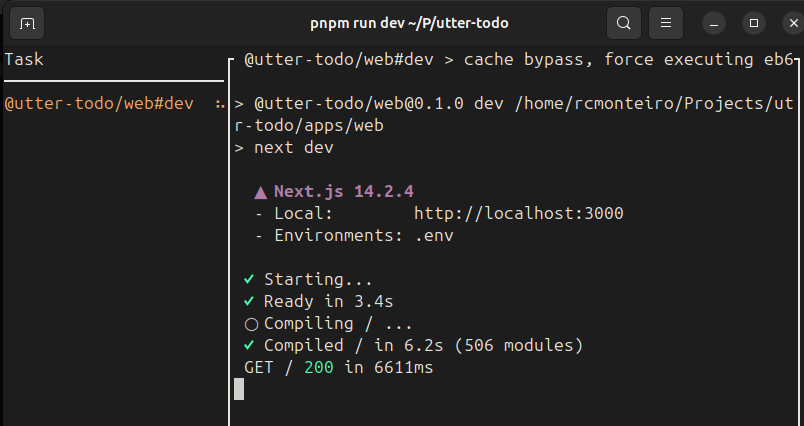 pnpm run dev ~/P/utter-todo
Task
@utter-todo/web#dev > cache bypass, force executing eb6
@utter-todo/web#dev
> @utter-todo/web@0.1.0 dev /home/rcmonteiro/Projects/ut
r-todo/apps/web
> next dev
▲ Next.js 14.2.4
- Local: http://localhost:3000
- Environments: .env
✓ Starting...
✓ Ready in 3.4s
○ Compiling / ...
✓ Compiled / in 6.2s (506 modules)
GET / 200 in 6611ms